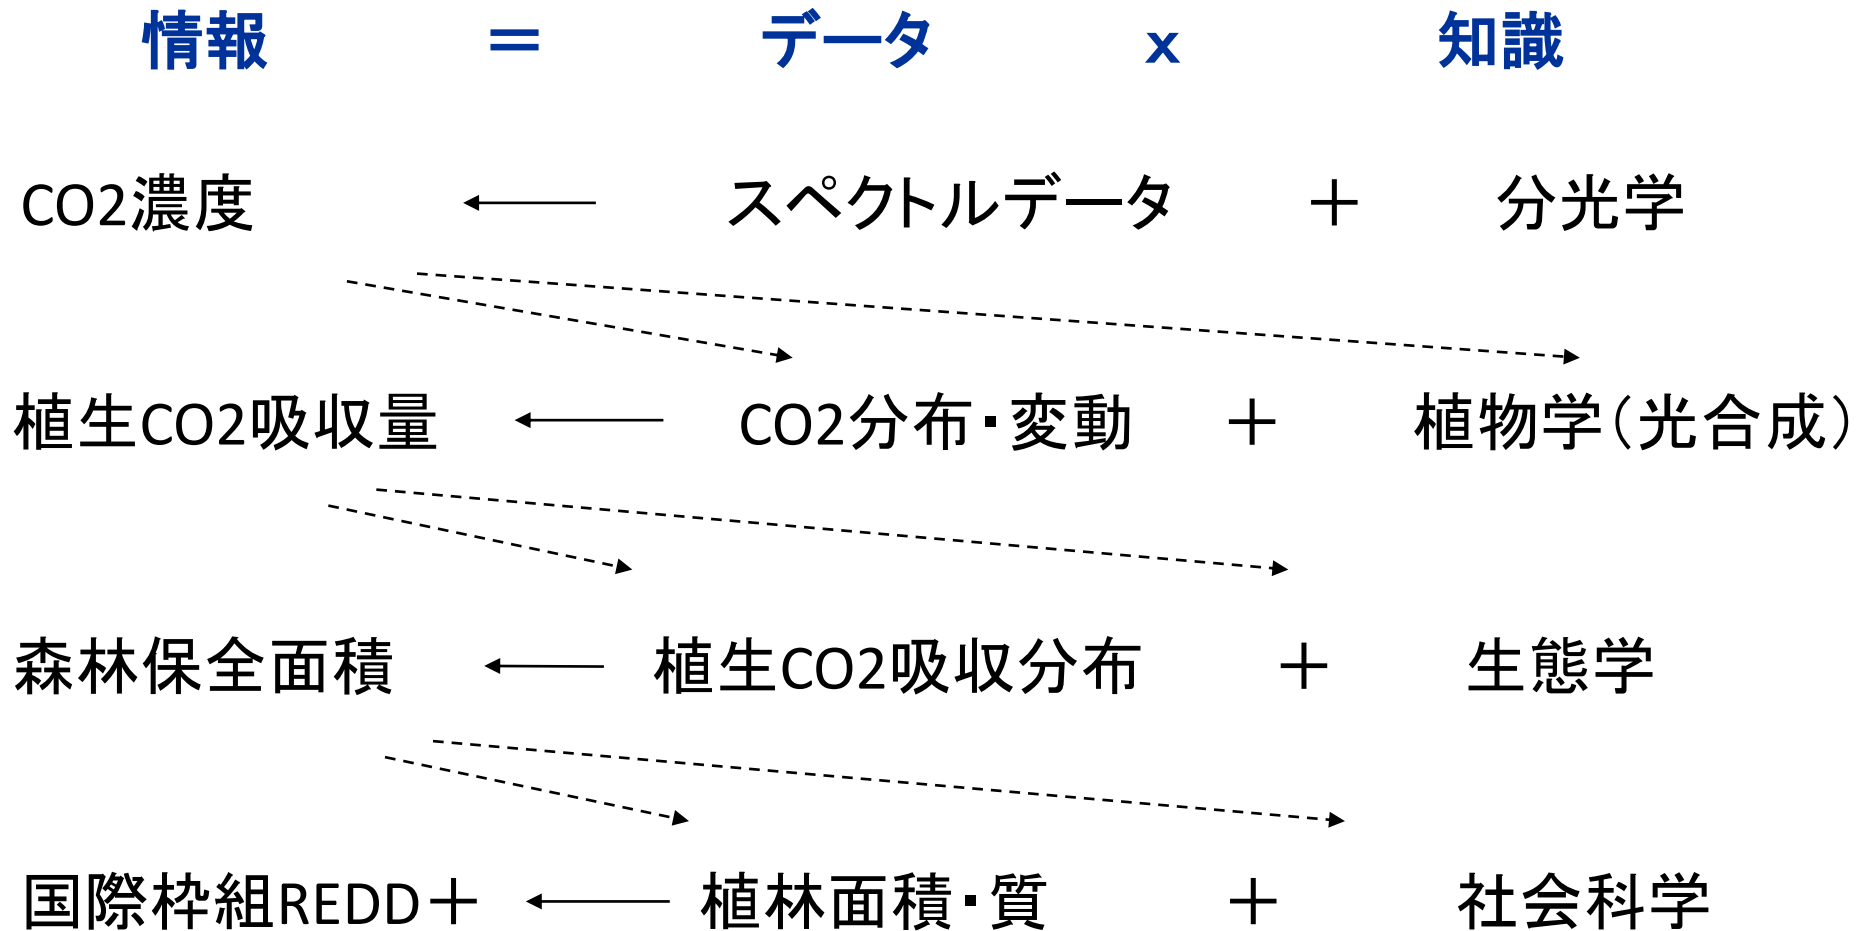 情報 = データ x 知識
CO2濃度 ← スペクトルデータ + 分光学
植生CO2吸収量 ← CO2分布・変動 + 植物学(光合成)
森林保全面積 ← 植生CO2吸収分布 + 生態学
国際枠組REDD+ ← 植林面積・質 + 社会科学